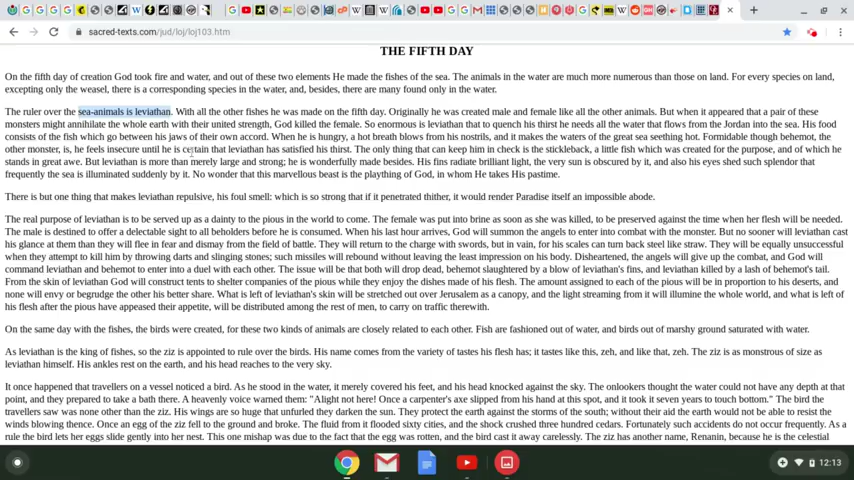 sacred-texts.com/jud/loj/loj103.htm
THE FIFTH DAY
On the fifth day of creation God took fire and water, and out of these two elements He made the fishes of the sea. The animals in the water are much more numerous than those on land. For every species on land,
excepting only the weasel, there is a corresponding species in the water, and, besides, there are many found only in the water.
The ruler over the sea-animals is leviathan. With all the other fishes he was made on the fifth day. Originally he was created male and female like all the other animals. But when it appeared that a pair of these
monsters might annihilate the whole earth with their united strength, God killed the female. So enormous is leviathan that to quench his thirst he needs all the water that flows from the Jordan into the sea. His food
consists of the fish which go between his jaws of their own accord. When he is hungry, a hot breath blows from his nostrils, and it makes the waters of the great sea seething hot. Formidable though behemot, the
other monster, is, he feels insecure until he is certain that leviathan has satisfied his thirst. The only thing that can keep him in check is the stickleback, a little fish which was created for the purpose, and of which he
stands in great awe. But leviathan is more than merely large and strong; he is wonderfully made besides. His fins radiate brilliant light, the very sun is obscured by it, and also his eyes shed such splendor that
frequently the sea is illuminated suddenly by it. No wonder that this marvellous beast is the plaything of God, in whom He takes His pastime.
There is but one thing that makes leviathan repulsive, his foul smell: which is so strong that if it penetrated thither, it would render Paradise itself an impossible abode.
The real purpose of leviathan is to be served up as a dainty to the pious in the world to come. The female was put into brine as soon as she was killed, to be preserved against the time when her flesh will be needed.
The male is destined to offer a delectable sight to all beholders before he is consumed. When his last hour arrives, God will summon the angels to enter into combat with the monster. But no sooner will leviathan cast
his glance at them than they will flee in fear and dismay from the field of battle. They will return to the charge with swords, but in vain, for his scales can turn back steel like straw. They will be equally unsuccessful
when they attempt to kill him by throwing darts and slinging stones; such missiles will rebound without leaving the least impression on his body. Disheartened, the angels will give up the combat, and God will
command leviathan and behemot to enter into a duel with each other. The issue will be that both will drop dead, behemot slaughtered by a blow of leviathan's fins, and leviathan killed by a lash of behemot's tail.
From the skin of leviathan God will construct tents to shelter companies of the pious while they enjoy the dishes made of his flesh. The amount assigned to each of the pious will be in proportion to his deserts, and
none will envy or begrudge the other his better share. What is left of leviathan's skin will be stretched out over Jerusalem as a canopy, and the light streaming from it will illumine the whole world, and what is left of
his flesh after the pious have appeased their appetite, will be distributed among the rest of men, to carry on traffic therewith.
On the same day with the fishes, the birds were created, for these two kinds of animals are closely related to each other. Fish are fashioned out of water, and birds out of marshy ground saturated with water.
As leviathan is the king of fishes, so the ziz is appointed to rule over the birds. His name comes from the variety of tastes his flesh has; it tastes like this, zeh, and like that, zeh. The ziz is as monstrous of size as
leviathan himself. His ankles rest on the earth, and his head reaches to the very sky.
It once happened that travellers on a vessel noticed a bird. As he stood in the water, it merely covered his feet, and his head knocked against the sky. The onlookers thought the water could not have any depth at that
point, and they prepared to take a bath there. A heavenly voice warned them: "Alight not here! Once a carpenter's axe slipped from his hand at this spot, and it took it seven years to touch bottom." The bird the
travellers saw was none other than the ziz. His wings are so huge that unfurled they darken the sun. They protect the earth against the storms of the south; without their aid the earth would not be able to resist the
winds blowing thence. Once an egg of the ziz fell to the ground and broke. The fluid from it flooded sixty cities, and the shock crushed three hundred cedars. Fortunately such accidents do not occur frequently. As a
rule the bird lets her eggs slide gently into her nest. This one mishap was due to the fact that the egg was rotten, and the bird cast it away carelessly. The ziz has another name, Renanin, because he is the celestial
12:13